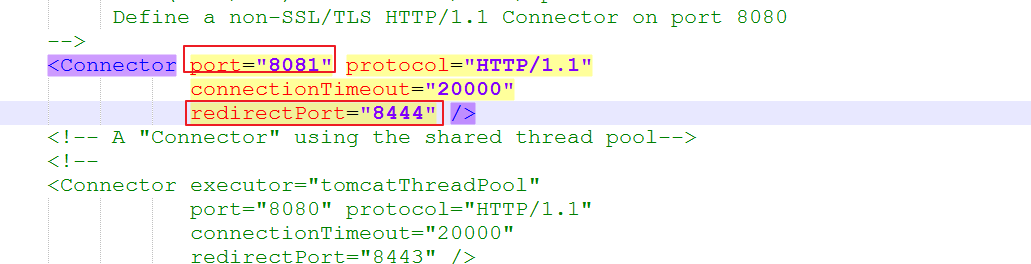 Define a non-SSL/TLS HTTP/1.1 Connector on port 8080
-->
<Connector port="8081" protocol="HTTP/1.1"
connectionTimeout="20000"
redirectPort="8444" />
<!-- A "Connector" using the shared thread pool-->
<!--
<Connector executor="tomcatThreadPool"
port="8080" protocol="HTTP/1.1"
connectionTimeout="20000"
redirectPort="8443" />